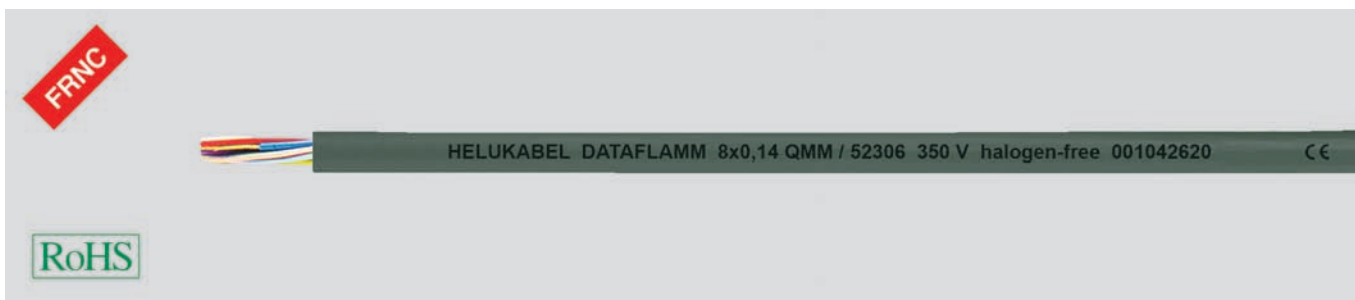 FRNC
HELUKABEL DATAFLAMM 8x0,14 QMM / 52306 350 V halogen-free 001042620 CE
RoHS